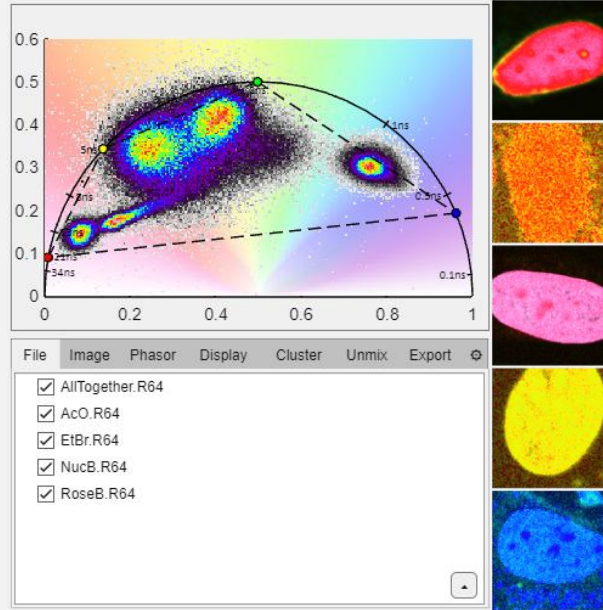 0.6
0.5
0.4
0.3
0.2
0.1
0
1ns
5ns
8ns
0.5ns
21ns
34ns
0.1ns
0 0.2 0.4 0.6 0.8 1
File Image Phasor Display Cluster Unmix Export
AllTogether.R64
AcO.R64
EtBr.R64
NucB.R64
RoseB.R64